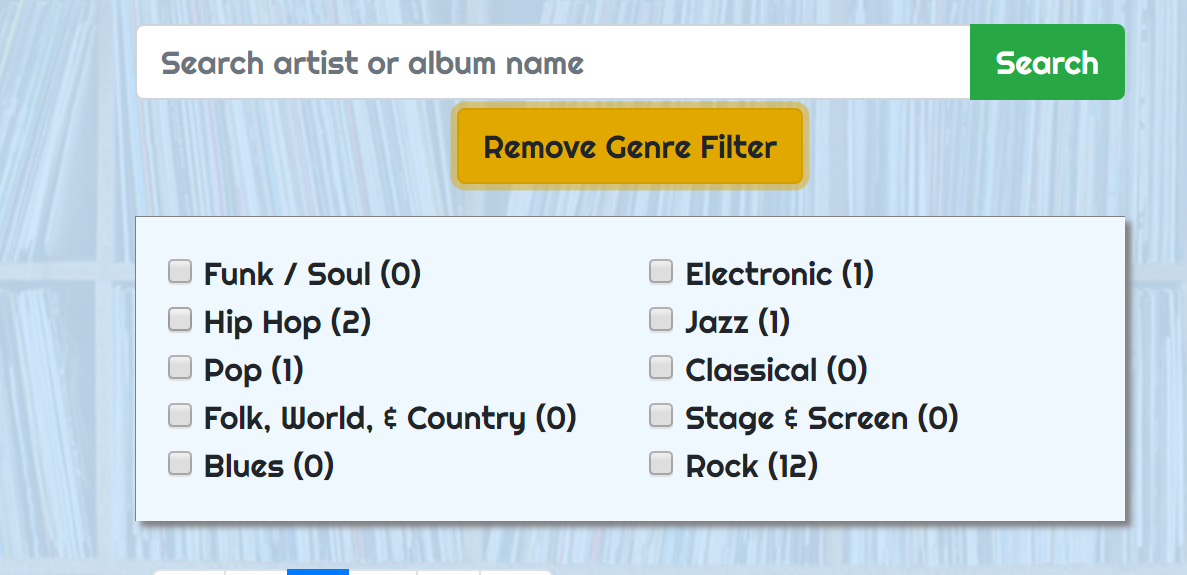 Search artist or album name
Search
Remove Genre Filter
Funk / Soul (0)
Hip Hop (2)
Pop (1)
Folk, World, & Country (0)
Blues (0)
Electronic (1)
Jazz (1)
Classical (0)
Stage & Screen (0)
Rock (12)